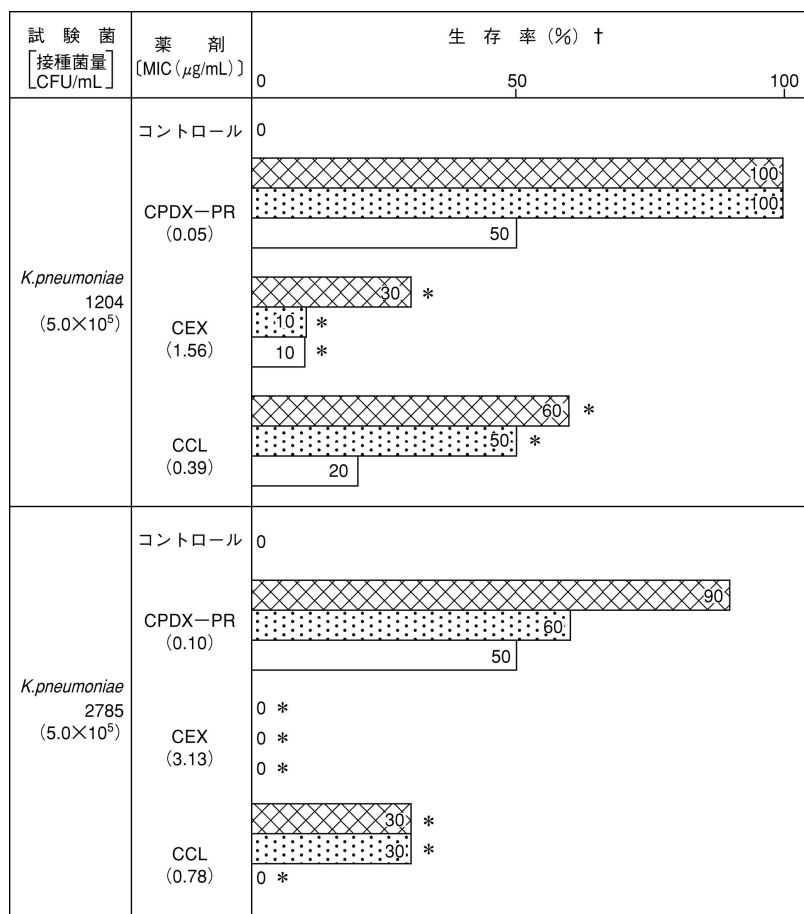 試 験 菌
[接種菌量
CFU/mL]
薬 剤
〔MIC(μg/mL)〕
生 存 率(%) †
0 50 100
K.pneumoniae
1204
(5.0×10⁵)
コントロール 0
100
100
CPDX−PR
(0.05)
50
30 *
10 *
CEX
(1.56)
10 *
60 *
50 *
CCL
(0.39)
20
K.pneumoniae
2785
(5.0×10⁵)
コントロール 0
90
CPDX−PR
(0.10)
60
50
0 *
CEX
(3.13)
0 *
0 *
30 *
30 *
CCL
(0.78)
0 *